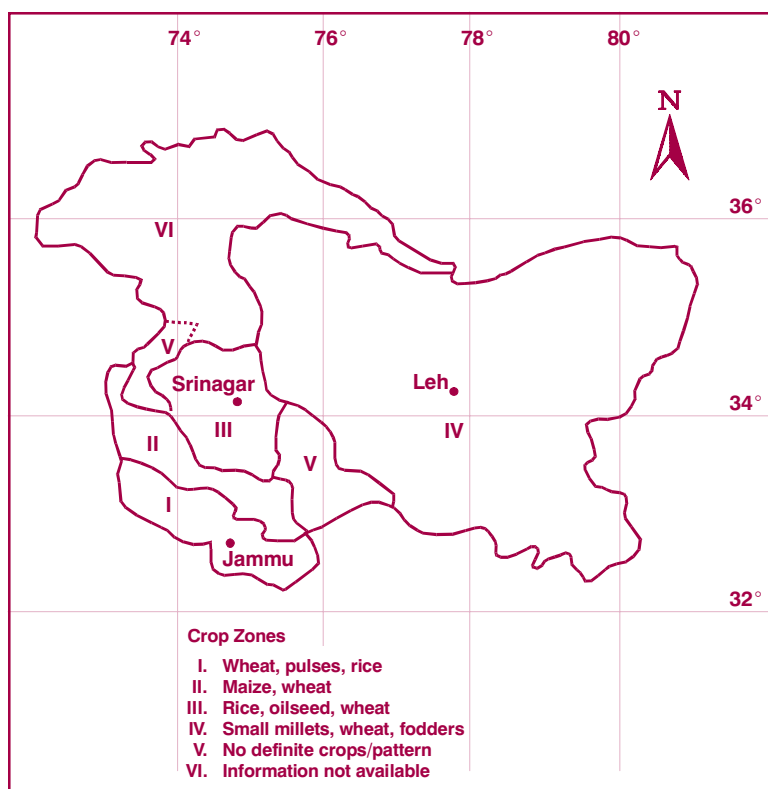 74° 76° 78° 80°
N
36°
VI
V
Srinagar
Leh
34°
III
IV
II
V
I
Jammu
32°
Crop Zones
I. Wheat, pulses, rice
II. Maize, wheat
III. Rice, oilseed, wheat
IV. Small millets, wheat, fodders
V. No definite crops/pattern
VI. Information not available